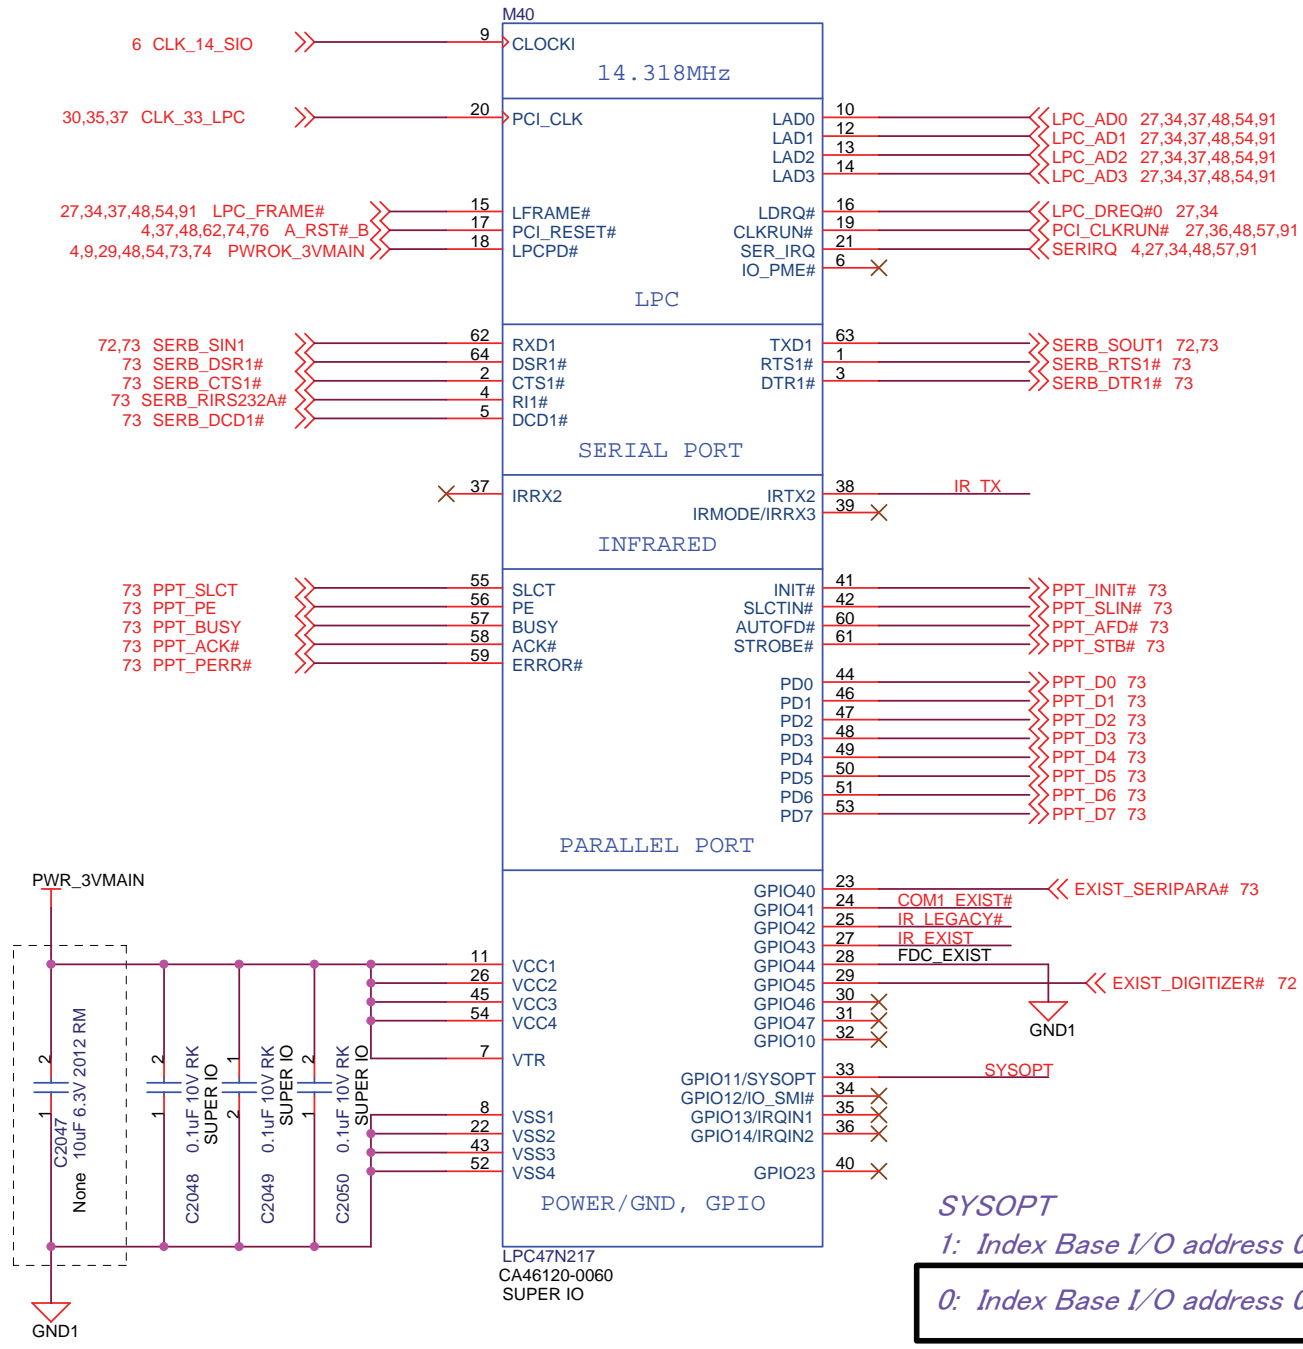 M40
6 CLK_14_SIO 9 CLOCKI
14.318MHz
30,35,37 CLK_33_LPC 20 PCI_CLK
LAD0 10 LPC_AD0 27,34,37,48,54,91
LAD1 12 LPC_AD1 27,34,37,48,54,91
LAD2 13 LPC_AD2 27,34,37,48,54,91
LAD3 14 LPC_AD3 27,34,37,48,54,91
27,34,37,48,54,91 LPC_FRAME# 15 LFRAME# LDRQ# 16 LPC_DREQ#0 27,34
4,37,48,62,74,76 A_RST#_B 17 PCI_RESET# CLKRUN# 19 PCI_CLKRUN# 27,36,48,57,91
4,9,29,48,54,73,74 PWROK_3VMAIN 18 LPCPD# SER_IRQ 21 SERIRQ 4,27,34,48,57,91
IO_PME# 6
LPC
72,73 SERB_SIN1 62 RXD1 TXD1 63 SERB_SOUT1 72,73
73 SERB_DSR1# 64 DSR1# RTS1# 1 SERB_RTS1# 73
73 SERB_CTS1# 2 CTS1# DTR1# 3 SERB_DTR1# 73
73 SERB_RIRS232A# 4 RI1#
73 SERB_DCD1# 5 DCD1#
SERIAL PORT
37 IRRX2 IRTX2 38 IR_TX
IRMODE/IRRX3 39
INFRARED
73 PPT_SLCT 55 SLCT INIT# 41 PPT_INIT# 73
73 PPT_PE 56 PE SLCTIN# 42 PPT_SLIN# 73
73 PPT_BUSY 57 BUSY AUTOFD# 60 PPT_AFD# 73
73 PPT_ACK# 58 ACK# STROBE# 61 PPT_STB# 73
73 PPT_PERR# 59 ERROR#
PD0 44 PPT_D0 73
PD1 46 PPT_D1 73
PD2 47 PPT_D2 73
PD3 48 PPT_D3 73
PD4 49 PPT_D4 73
PD5 50 PPT_D5 73
PD6 51 PPT_D6 73
PD7 53 PPT_D7 73
PARALLEL PORT
PWR_3VMAIN
GPIO40 23 EXIST_SERIPARA# 73
GPIO41 24 COM1_EXIST#
GPIO42 25 IR_LEGACY#
GPIO43 27 IR_EXIST
11 VCC1 GPIO44 28 FDC_EXIST
26 VCC2 GPIO45 29 EXIST_DIGITIZER# 72
45 VCC3 GPIO46 30
54 VCC4 GPIO47 31
GND1
GPIO10 32
7 VTR
GPIO11/SYSOPT 33 SYSOPT
GPIO12/IO_SMI# 34
8 VSS1 GPIO13/IRQIN1 35
22 VSS2 GPIO14/IRQIN2 36
43 VSS3
52 VSS4 GPIO23 40
POWER/GND, GPIO
2 1 C2047 10uF 6.3V 2012 RM None
2 1 C2048 0.1uF 10V RK SUPER IO
1 2 C2049 0.1uF 10V RK SUPER IO
2 1 C2050 0.1uF 10V RK SUPER IO
GND1
LPC47N217
CA46120-0060
SUPER IO
SYSOPT
1: Index Base I/O address 0
0: Index Base I/O address 0